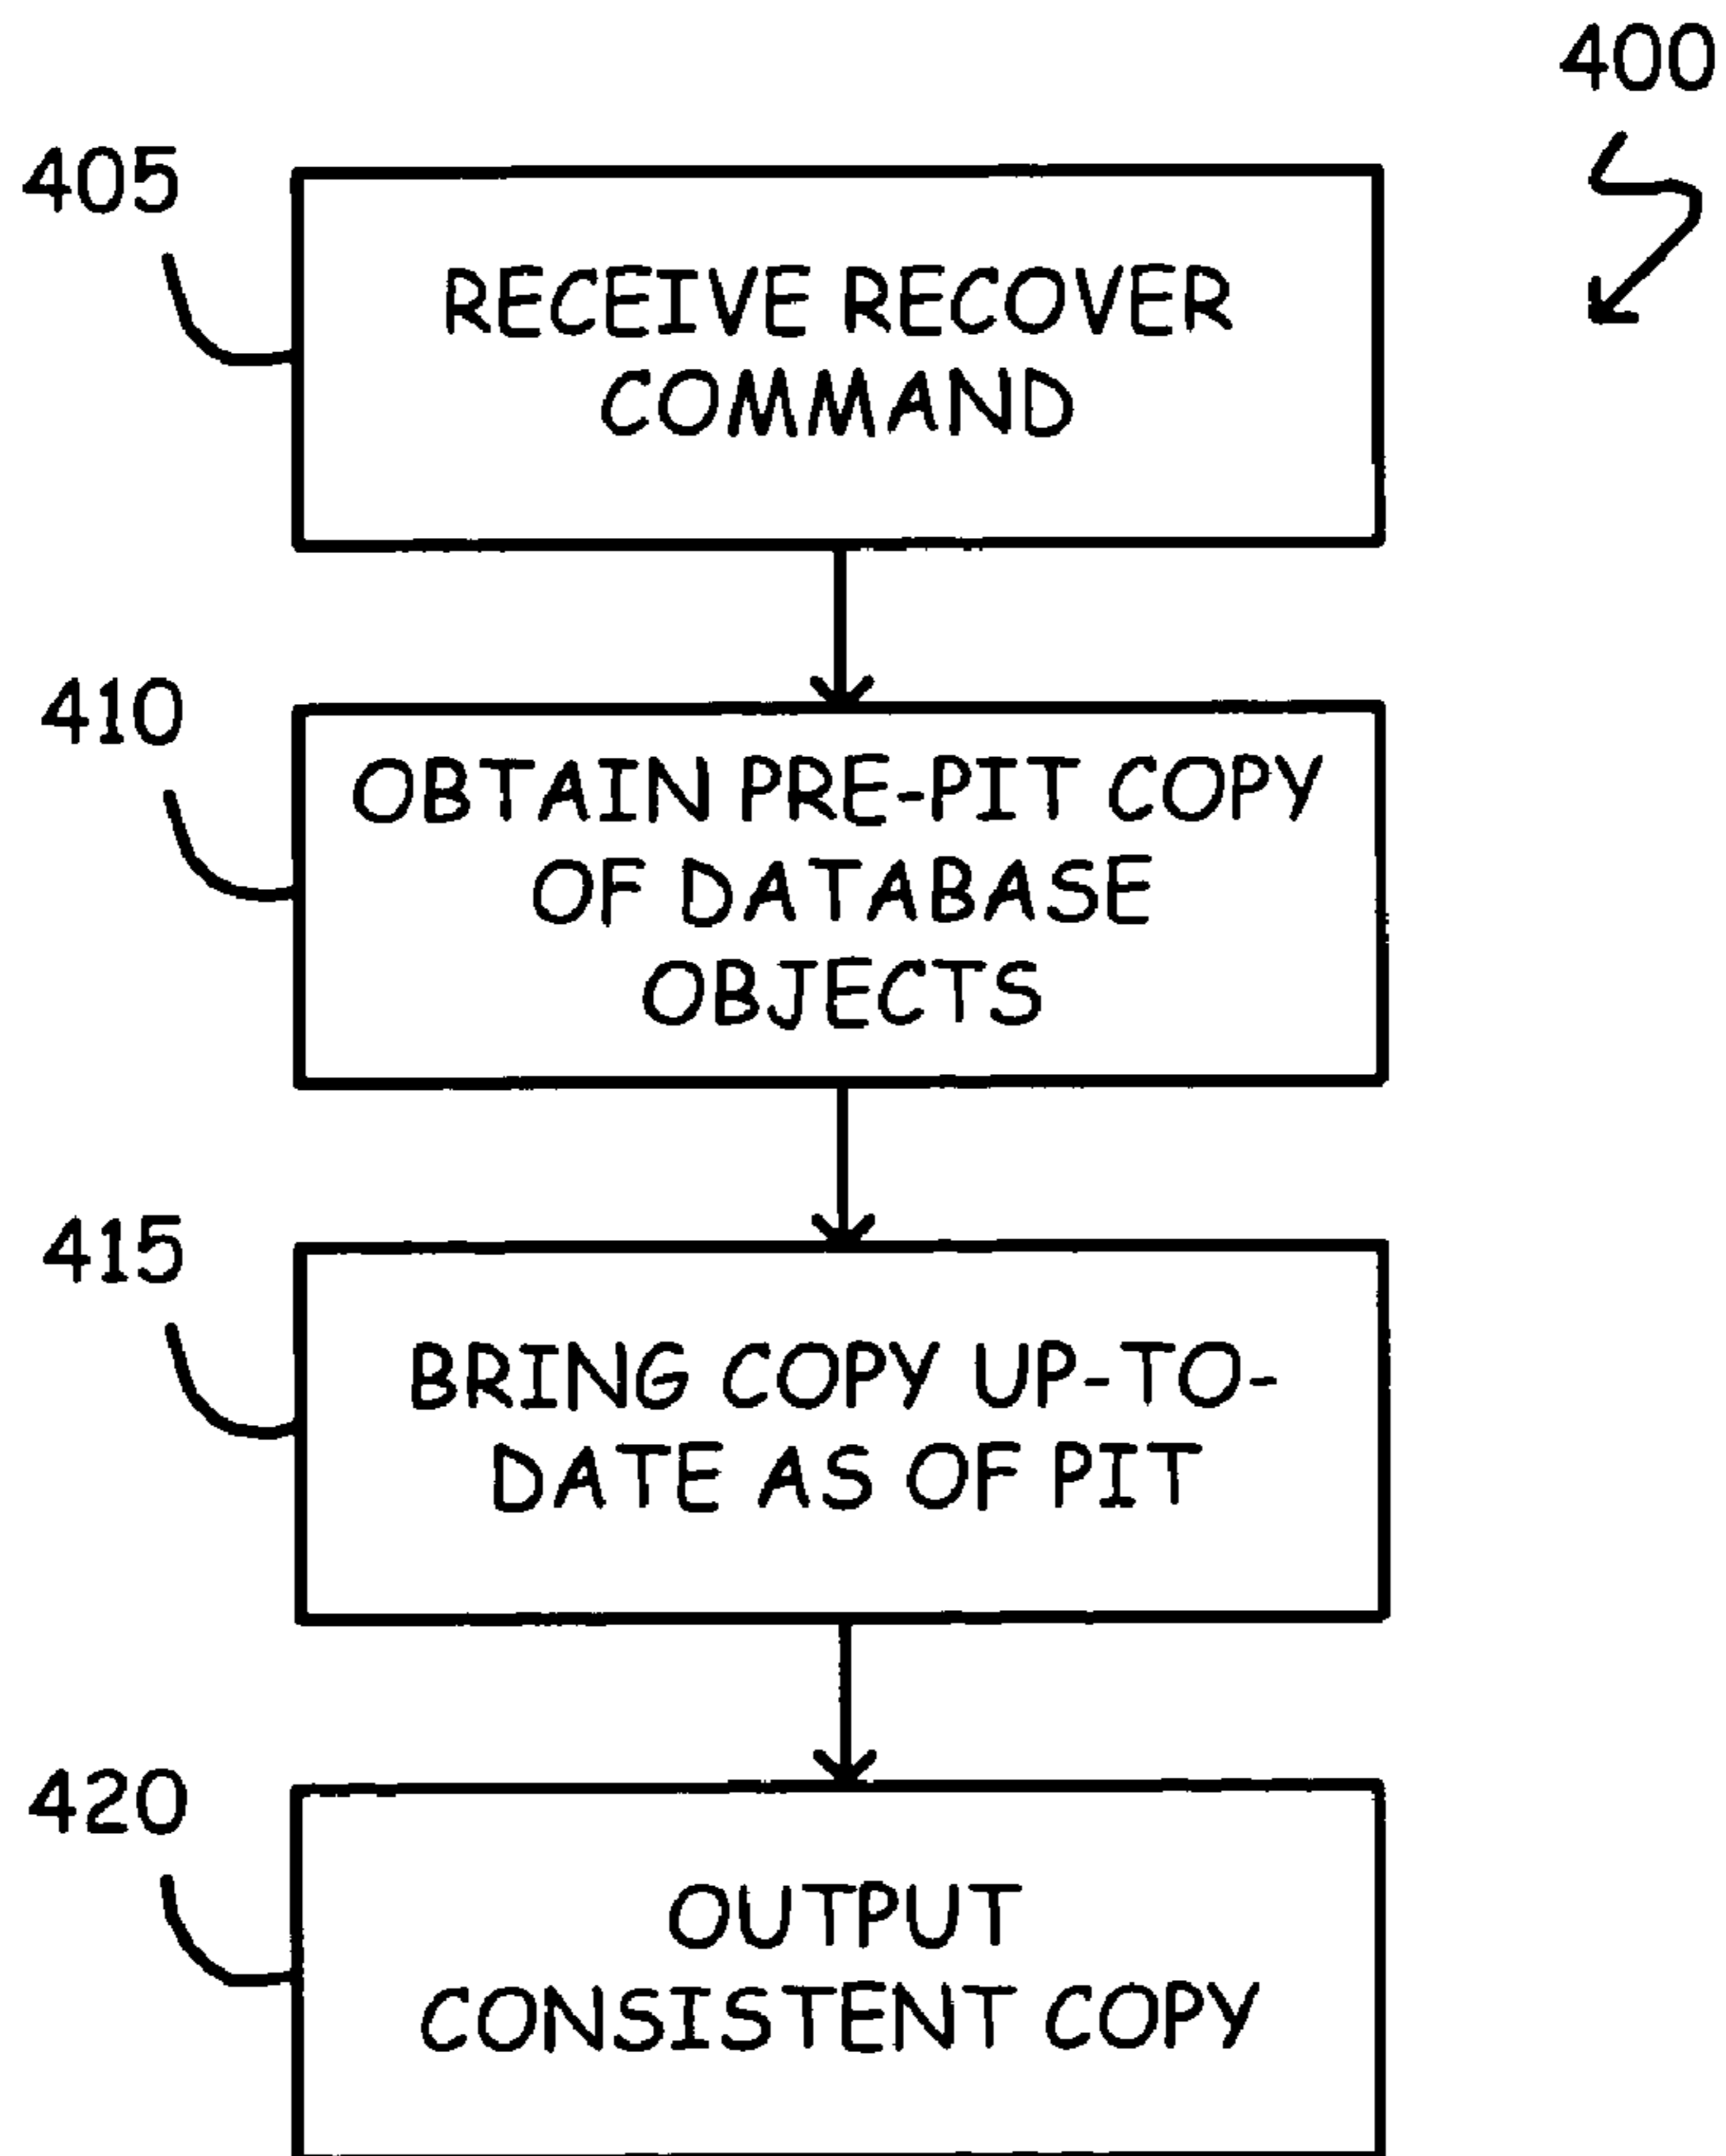 400
405
RECEIVE RECOVER
COMMAND
410
OBTAIN PRE-PIT COPY
OF DATABASE
OBJECTS
415
BRING COPY UP-TO-
DATE AS OF PIT
420
OUTPUT
CONSISTENT COPY